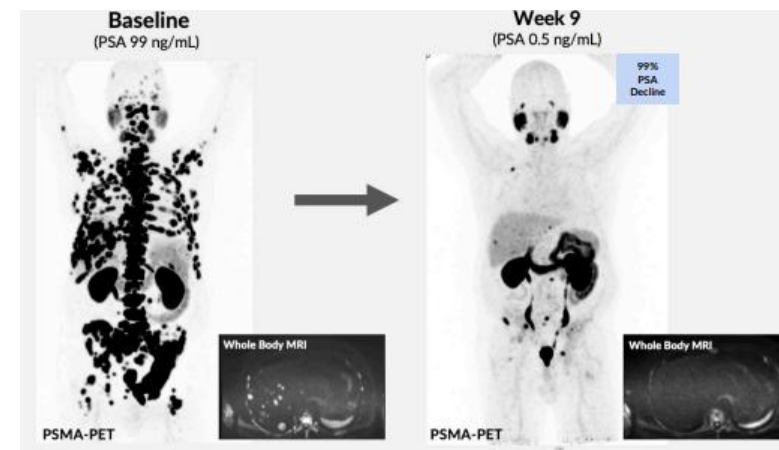 Baseline
(PSA 99 ng/mL)
Week 9
(PSA 0.5 ng/mL)
99%
PSA
Decline
Whole Body MRI
PSMA-PET
Whole Body MRI
PSMA-PET